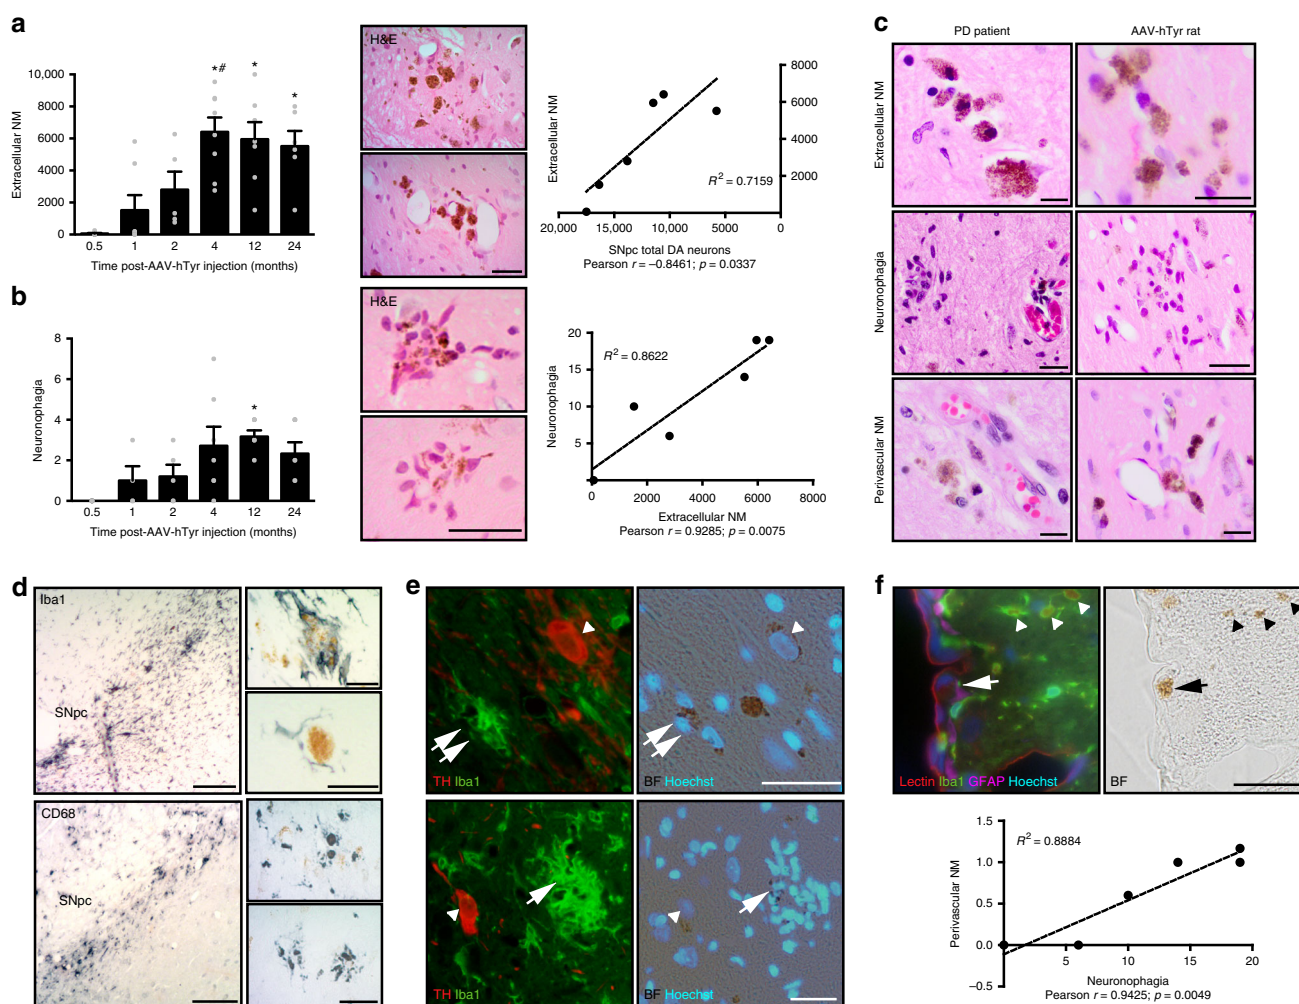 a
Extracellular NM
10,000
8000
6000
4000
2000
0
*# * *
0.5 1 2 4 12 24
Time post-AAV-hTyr injection (months)
H&E
Extracellular NM
8000
6000
4000
2000
R² = 0.7159
20,000 15,000 10,000 5,000 0
SNpc total DA neurons
Pearson r = –0.8461; p = 0.0337
b
Neuronophagia
8
6
4
2
0
*
0.5 1 2 4 12 24
Time post-AAV-hTyr injection (months)
H&E
Neuronophagia
20
15
10
5
R² = 0.8622
0 2000 4000 6000 8000
Extracellular NM
Pearson r = 0.9285; p = 0.0075
c
PD patient AAV-hTyr rat
Extracellular NM
Neuronophagia
Perivascular NM
d
Iba1
SNpc
CD68
SNpc
e
TH Iba1
BF Hoechst
TH Iba1
BF Hoechst
f
Lectin Iba1 GFAP Hoechst
BF
Perivascular NM
1.5
1.0
0.5
0.0
–0.5
R² = 0.8884
5 10 15 20
Neuronophagia
Pearson r = 0.9425; p = 0.0049